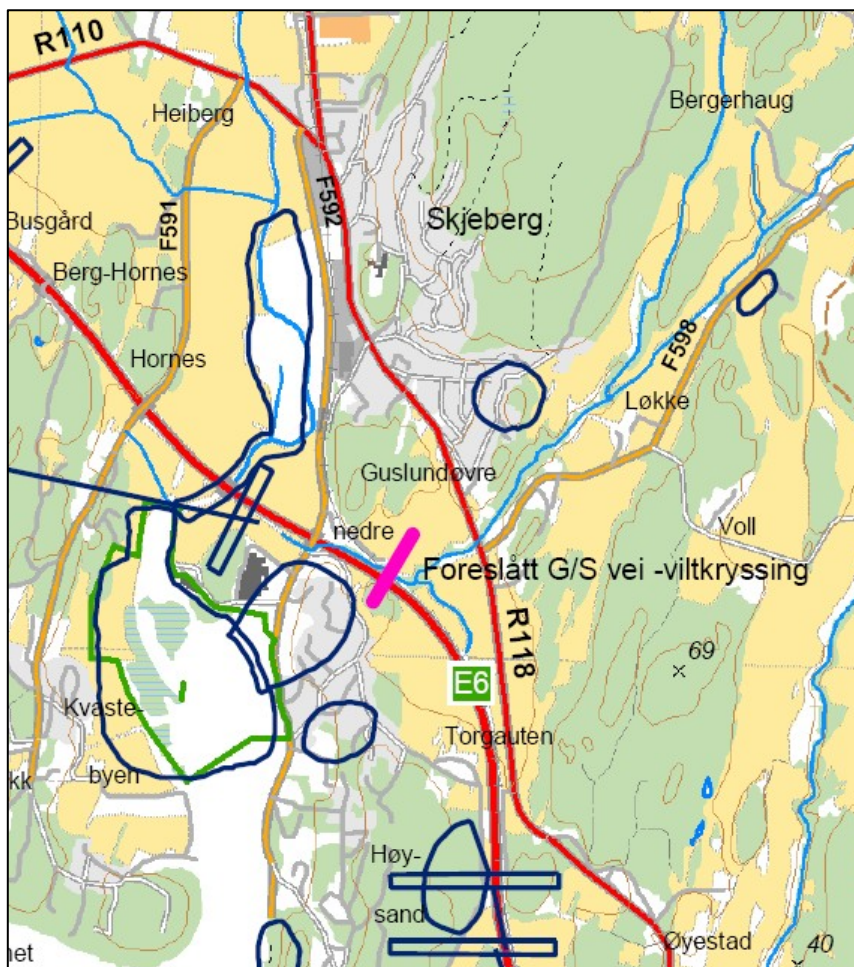 R110
Heiberg
Bergerhaug
F592
Skjeberg
Busgård
F591
Berg-Hornes
Hornes
F598
Løkke
Guslundøvre
nedre
Voll
Foreslått G/S vei -viltkryssing
R118
69
E6
Kvaste-
Torgauten
kk
byen
Høy-
sand
Øyestad
net
40